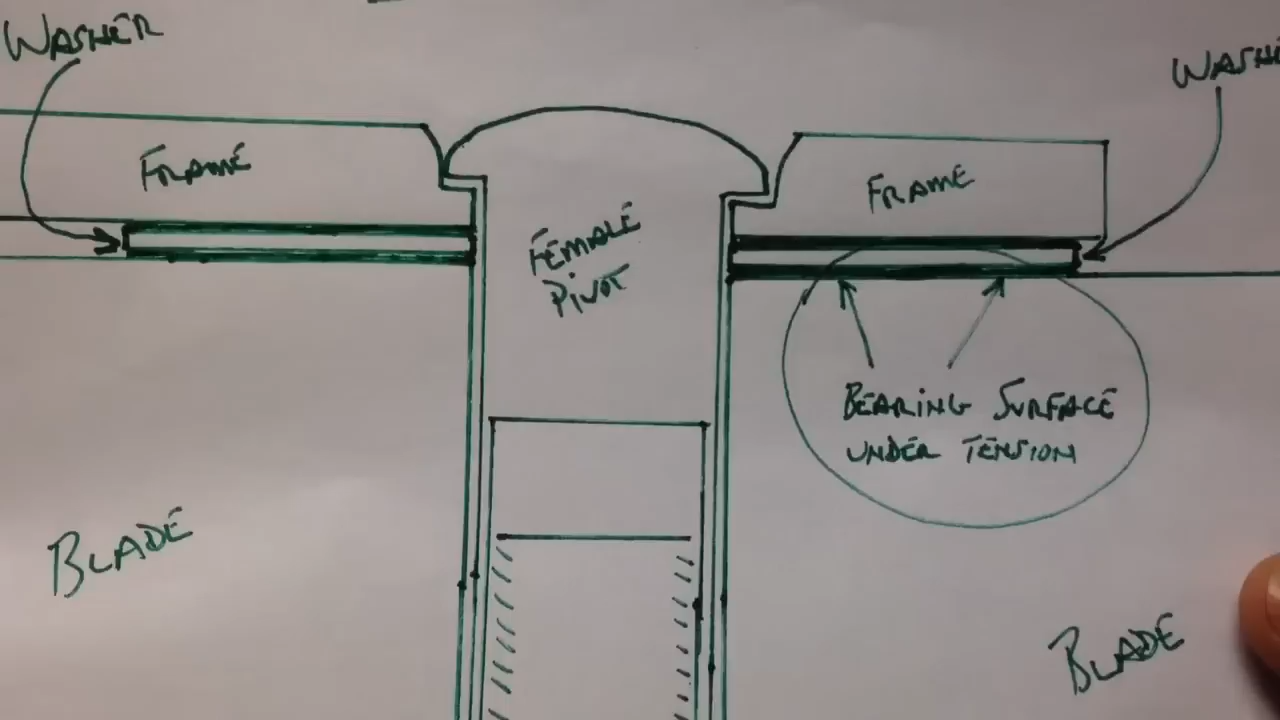 WASHER
WASHE
FRAME
FRAME
FEMALE
PIVOT
BEARING SURFACE
UNDER TENSION
BLADE
BLADE